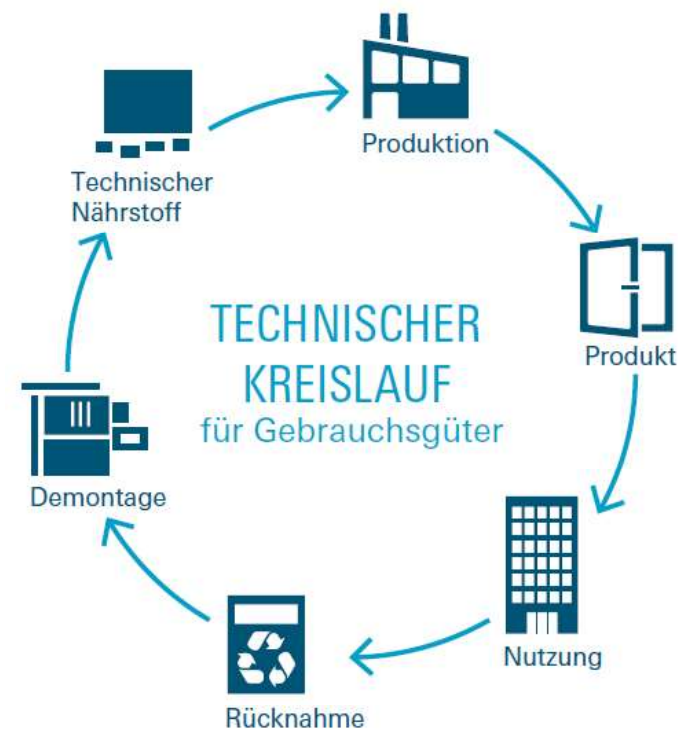 TECHNISCHER
KREISLAUF
für Gebrauchsgüter
Produktion
Produkt
Nutzung
Rücknahme
Demontage
Technischer
Nährstoff